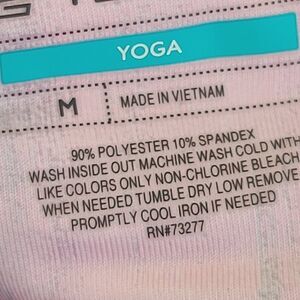 YOGA
M
MADE IN VIETNAM
90% POLYESTER 10% SPANDEX
WASH INSIDE OUT MACHINE WASH COLD WITH
LIKE COLORS ONLY NON-CHLORINE BLEACH
WHEN NEEDED TUMBLE DRY LOW REMOVE
PROMPTLY COOL IRON IF NEEDED
RN#73277